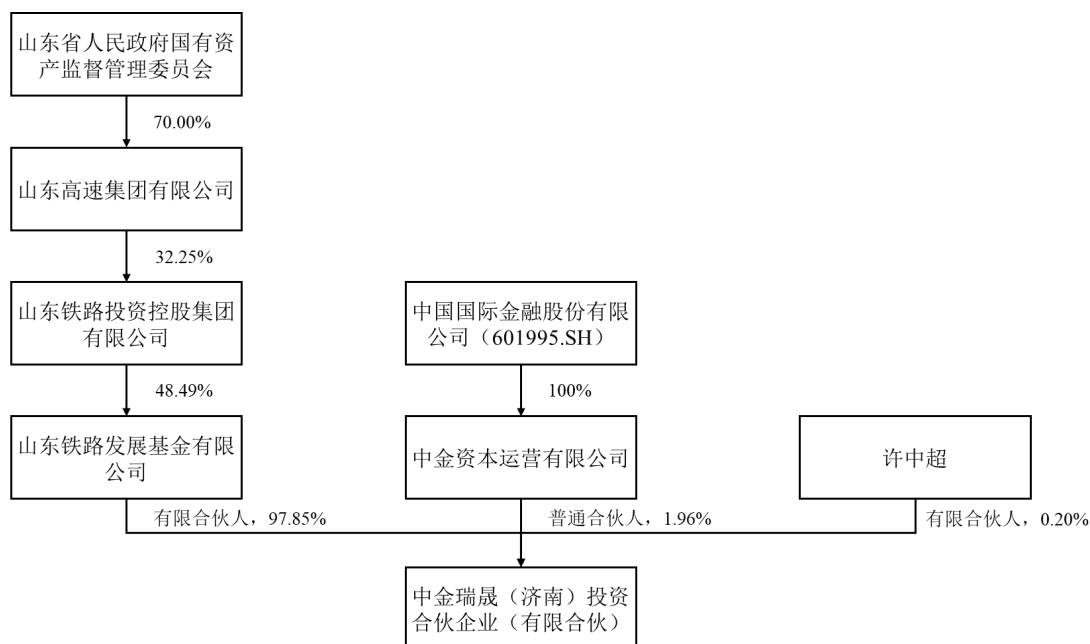 山东省人民政府国有资
产监督管理委员会
70.00%
山东高速集团有限公司
32.25%
山东铁路投资控股集团
有限公司
中国国际金融股份有限
公司（601995.SH）
48.49%
100%
山东铁路发展基金有限
公司
中金资本运营有限公司
许中超
有限合伙人，97.85%
普通合伙人，1.96%
有限合伙人，0.20%
中金瑞晟（济南）投资
合伙企业（有限合伙）